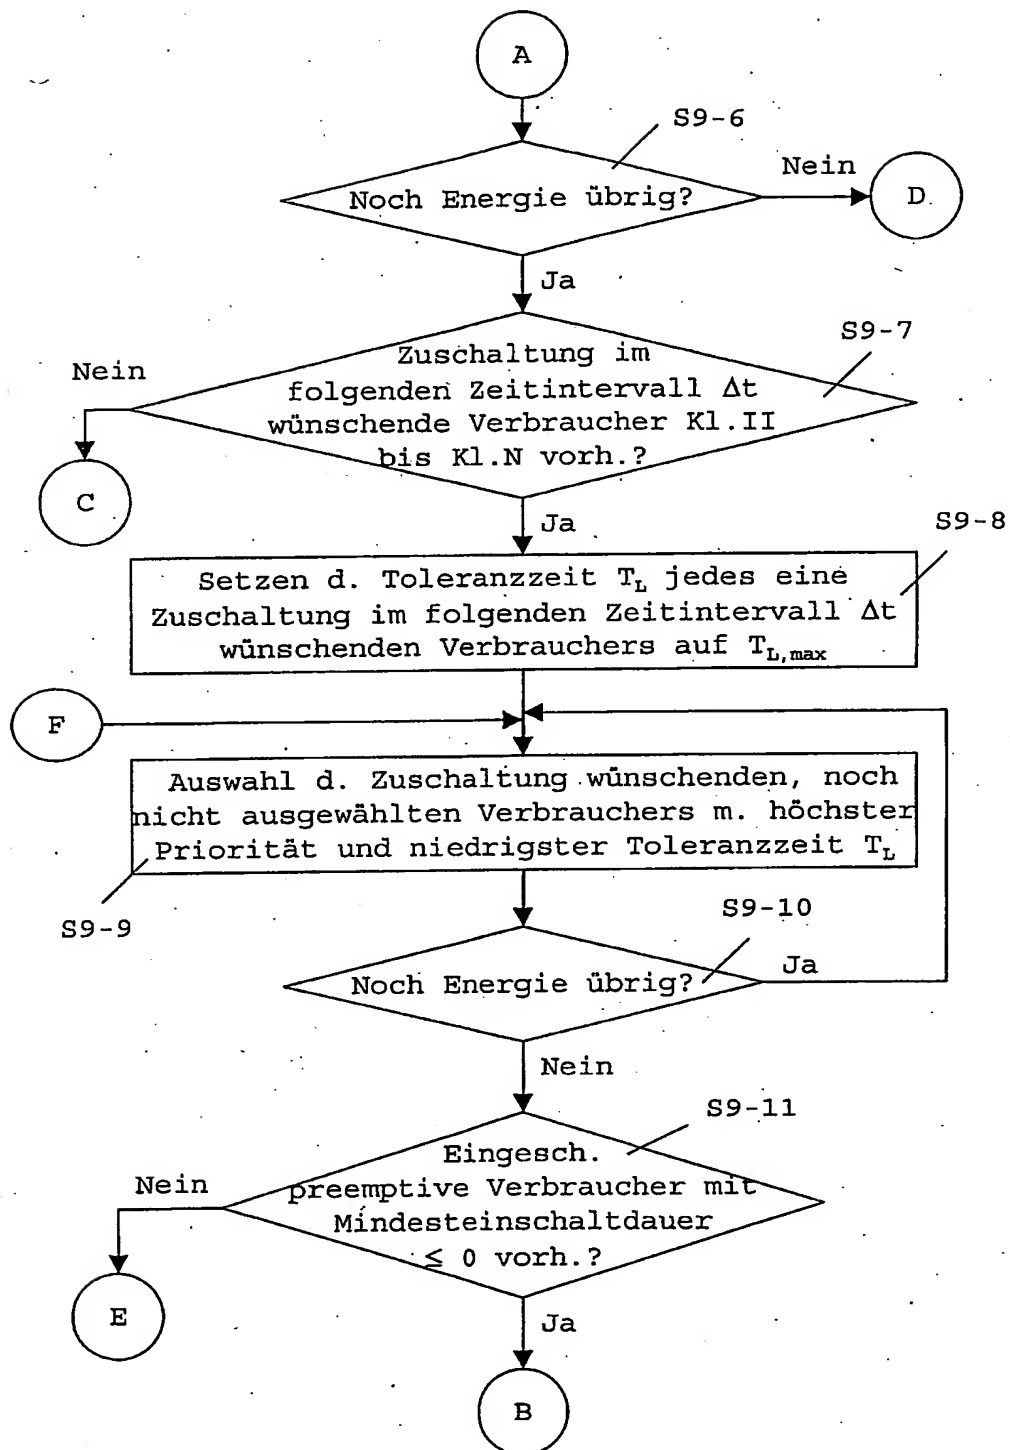 A
S9-6
Noch Energie übrig?
Nein
D
Ja
S9-7
Zuschaltung im
folgenden Zeitintervall Δt
wünschende Verbraucher Kl.II
bis Kl.N vorh.?
Nein
C
Ja
S9-8
Setzen d. Toleranzzeit T_L jedes eine
Zuschaltung im folgenden Zeitintervall Δt
wünschenden Verbrauchers auf T_L,max
F
Auswahl d. Zuschaltung wünschenden, noch
nicht ausgewählten Verbrauchers m. höchster
Priorität und niedrigster Toleranzzeit T_L
S9-9
S9-10
Noch Energie übrig?
Ja
Nein
S9-11
Eingesch.
preemptive Verbraucher mit
Mindesteinschaltdauer
≤ 0 vorh.?
Nein
E
Ja
B